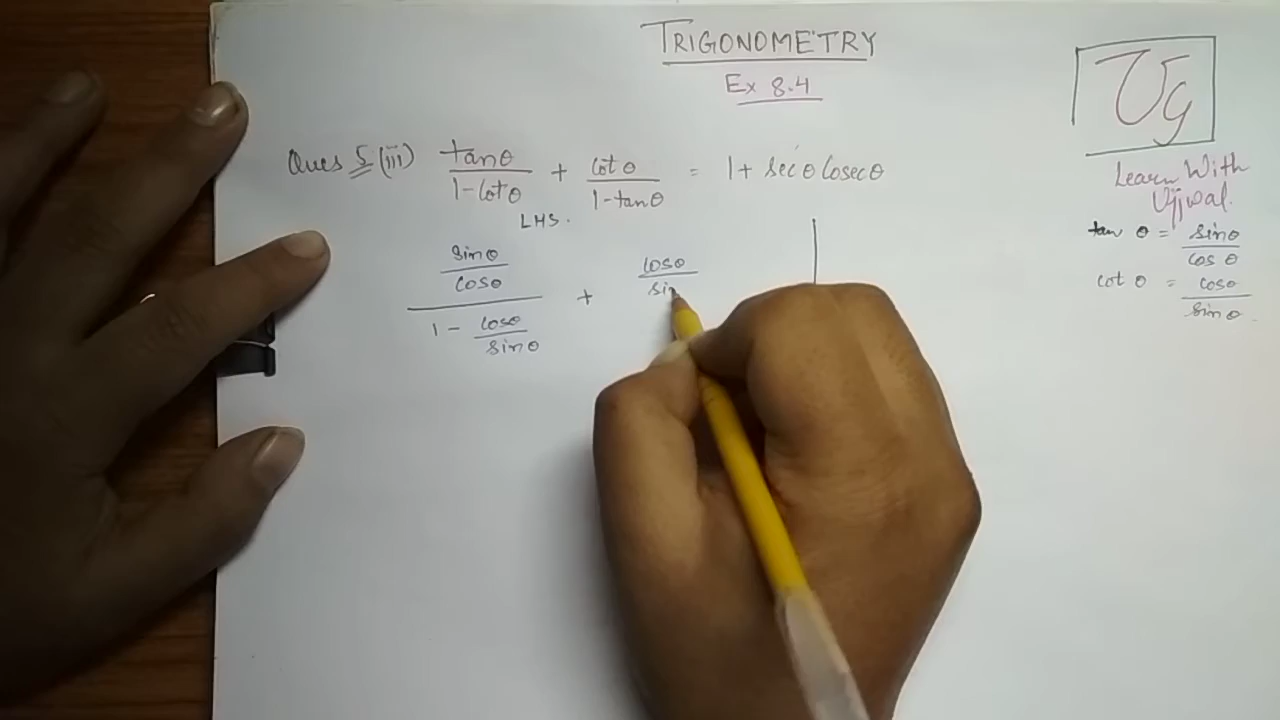 TRIGONOMETRY
Ex 8.4
Ques 5 (iii) tanθ / 1-cotθ + cotθ / 1-tanθ = 1 + secθ cosecθ
LHS.
sinθ / cosθ / 1 - cosθ / sinθ + cosθ / sin
UG
Learn With
Ujjwal.
tan θ = sinθ / cos θ
cot θ = cosθ / sinθ